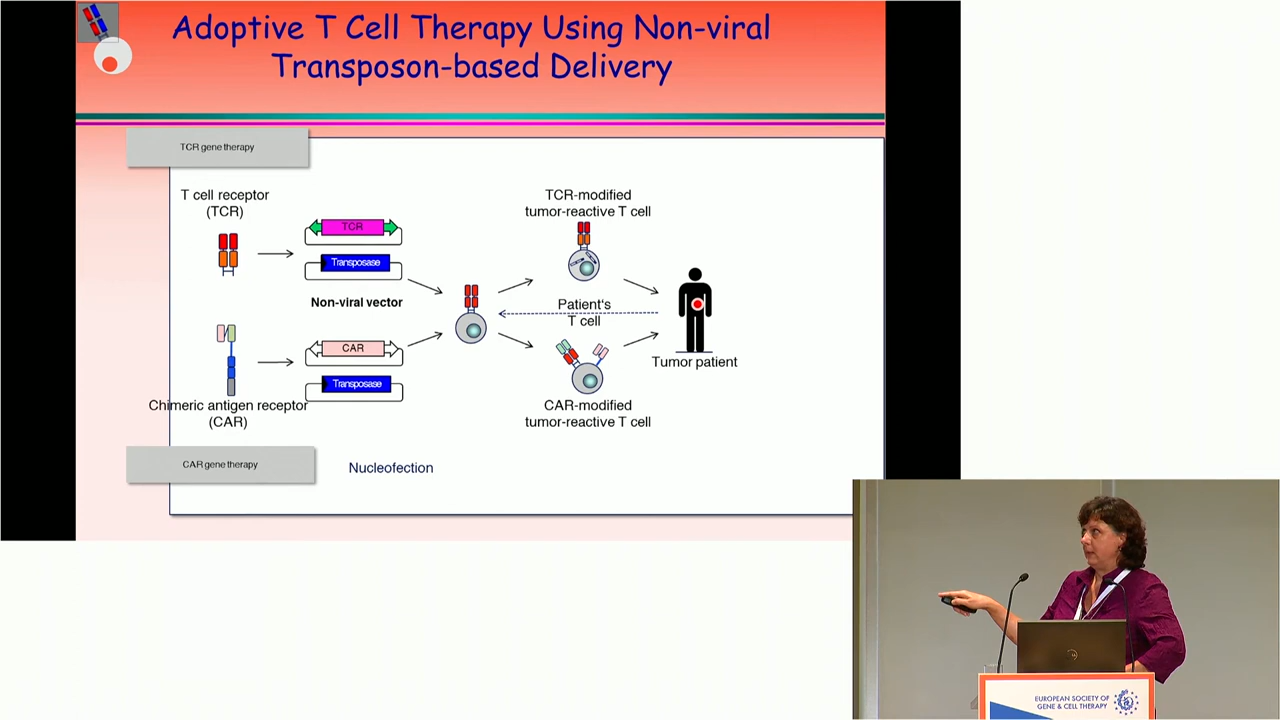 Adoptive T Cell Therapy Using Non-viral
Transposon-based Delivery
TCR gene therapy
T cell receptor
(TCR)
TCR
Transposase
Non-viral vector
CAR
Transposase
Chimeric antigen receptor
(CAR)
TCR-modified
tumor-reactive T cell
Patient's
T cell
CAR-modified
tumor-reactive T cell
Tumor patient
CAR gene therapy
Nucleofection
EUROPEAN SOCIETY OF
GENE & CELL THERAPY